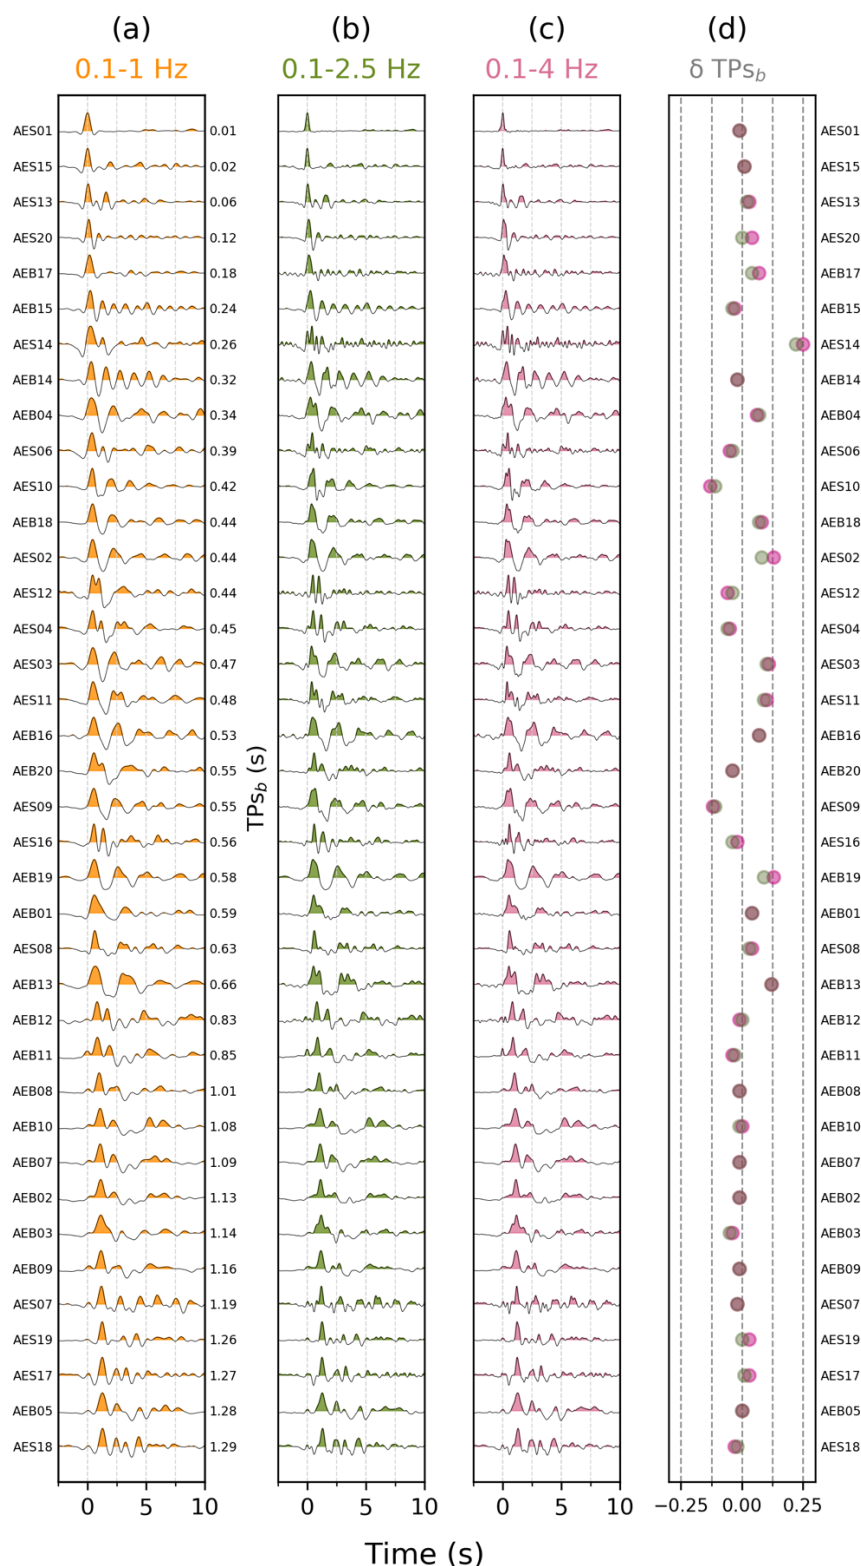 (a) (b) (c) (d)
0.1-1 Hz 0.1-2.5 Hz 0.1-4 Hz δ TPs_b
AES01 0.01 AES01
AES15 0.02 AES15
AES13 0.06 AES13
AES20 0.12 AES20
AEB17 0.18 AEB17
AEB15 0.24 AEB15
AES14 0.26 AES14
AEB14 0.32 AEB14
AEB04 0.34 AEB04
AES06 0.39 AES06
AES10 0.42 AES10
AEB18 0.44 AEB18
AES02 0.44 AES02
AES12 0.44 AES12
AES04 0.45 AES04
AES03 0.47 AES03
AES11 0.48 AES11
AEB16 0.53 AEB16
AEB20 0.55 AEB20
TPs_b (s)
AES09 0.55 AES09
AES16 0.56 AES16
AEB19 0.58 AEB19
AEB01 0.59 AEB01
AES08 0.63 AES08
AEB13 0.66 AEB13
AEB12 0.83 AEB12
AEB11 0.85 AEB11
AEB08 1.01 AEB08
AEB10 1.08 AEB10
AEB07 1.09 AEB07
AEB02 1.13 AEB02
AEB03 1.14 AEB03
AEB09 1.16 AEB09
AES07 1.19 AES07
AES19 1.26 AES19
AES17 1.27 AES17
AEB05 1.28 AEB05
AES18 1.29 AES18
0 5 10 0 5 10 0 5 10 −0.25 0.00 0.25
Time (s)